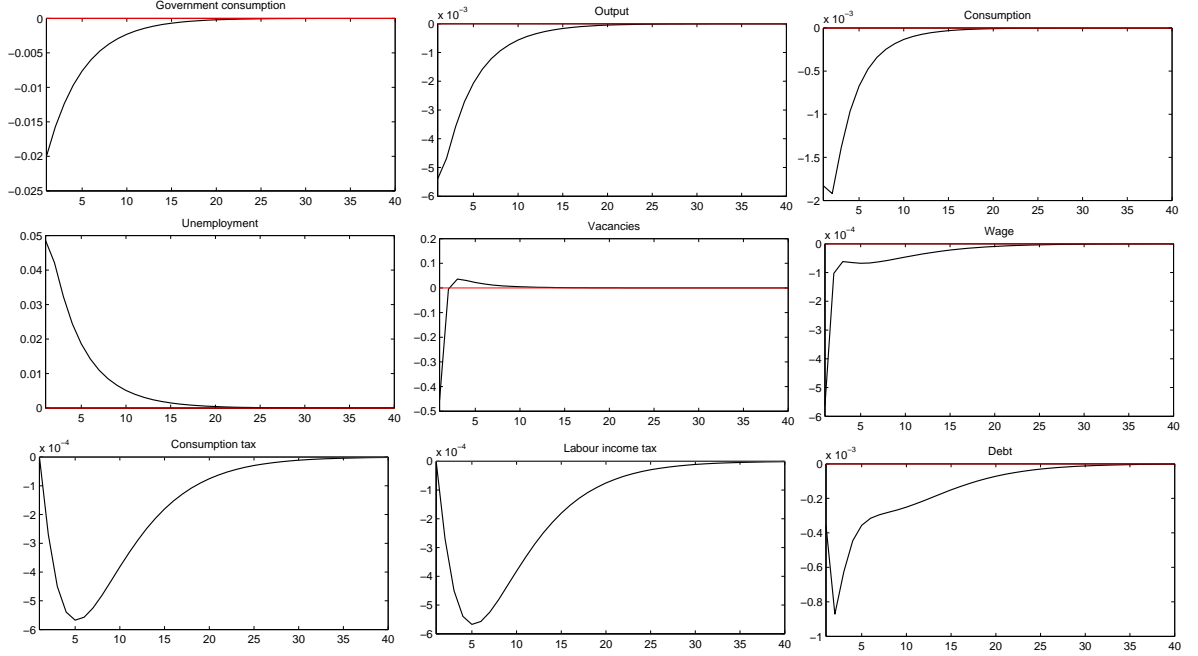 Government consumption
0
−0.005
−0.01
−0.015
−0.02
−0.025
5 10 15 20 25 30 35 40
Output
x 10−3
0
−1
−2
−3
−4
−5
−6
5 10 15 20 25 30 35 40
Consumption
x 10−3
0
−0.5
−1
−1.5
−2
5 10 15 20 25 30 35 40
Unemployment
0.05
0.04
0.03
0.02
0.01
0
5 10 15 20 25 30 35 40
Vacancies
0.2
0.1
0
−0.1
−0.2
−0.3
−0.4
−0.5
5 10 15 20 25 30 35 40
Wage
x 10−4
0
−1
−2
−3
−4
−5
−6
5 10 15 20 25 30 35 40
Consumption tax
x 10−4
0
−1
−2
−3
−4
−5
−6
5 10 15 20 25 30 35 40
Labour income tax
x 10−4
0
−1
−2
−3
−4
−5
−6
5 10 15 20 25 30 35 40
Debt
x 10−3
0
−0.2
−0.4
−0.6
−0.8
−1
5 10 15 20 25 30 35 40